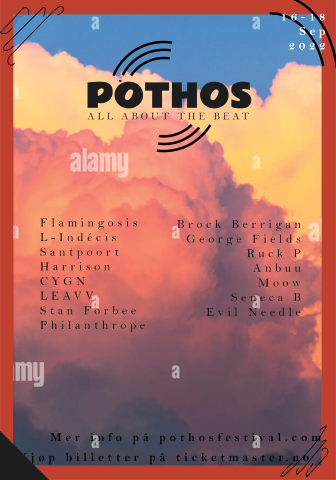 16-18
Sep
2022
POTHOS
ALL ABOUT THE BEAT
alamy
Flamingosis
L-Indécis
Santpoort
Harrison
CYGN
LEAVV
Stan Forbee
Philanthrope
Brock Berrigan
George Fields
Ruck P
Anbuu
Moow
Seneca B
Evil Needle
Mer info på pothosfestival.com
Kjøp billetter på ticketmaster.no